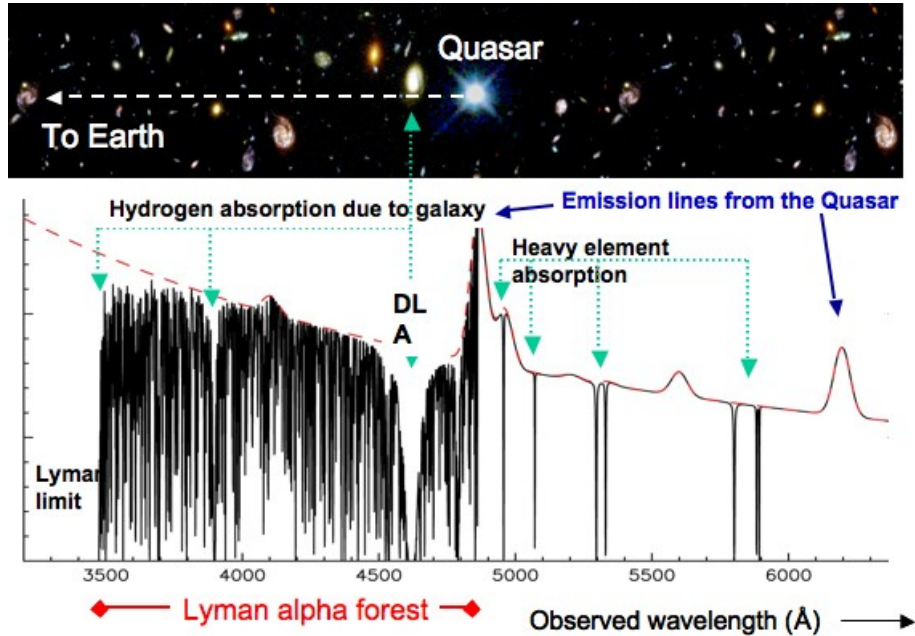 Quasar
To Earth
Hydrogen absorption due to galaxy
Emission lines from the Quasar
Heavy element
absorption
DL
A
Lyman
limit
3500 4000 4500 5000 5500 6000
Lyman alpha forest
Observed wavelength (Å)